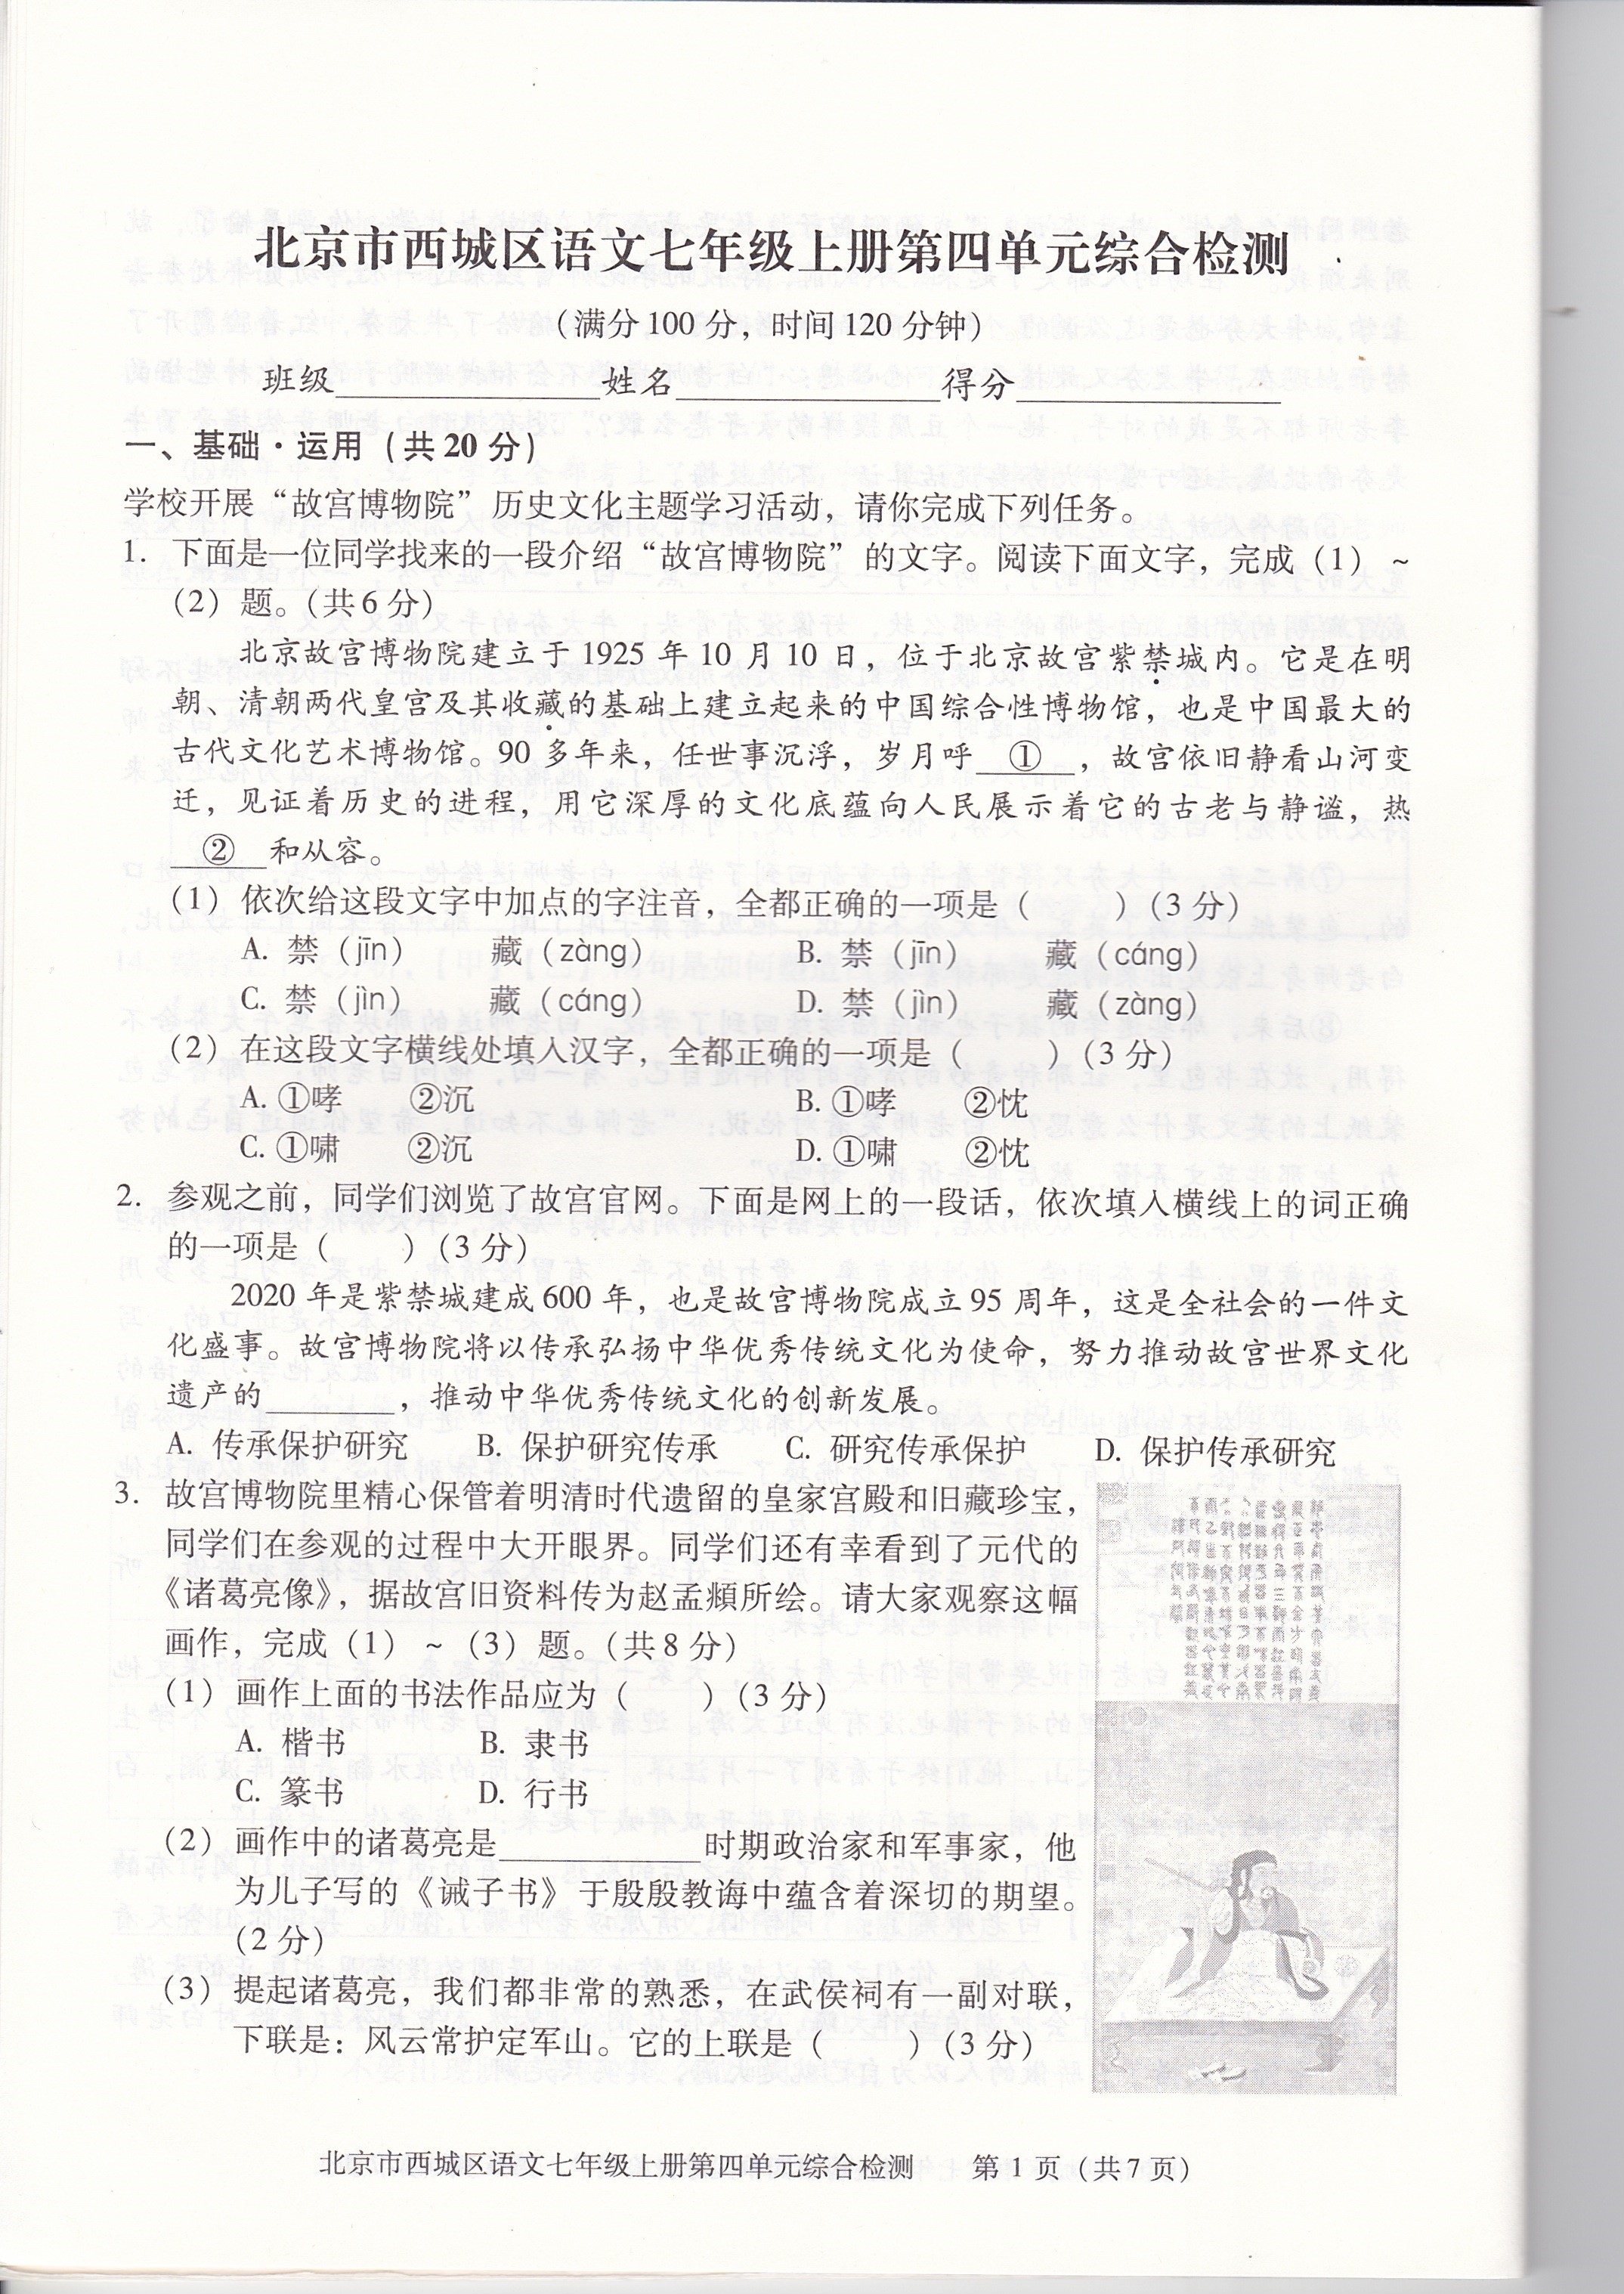 北京市西城区语文七年级上册第四单元综合检测
（满分100分，时间120分钟）
班级________姓名________得分________
一、基础·运用（共20分）
学校开展“故宫博物院”历史文化主题学习活动，请你完成下列任务。
1. 下面是一位同学找来的一段介绍“故宫博物院”的文字。阅读下面文字，完成（1）~
（2）题。（共6分）
北京故宫博物院建立于1925年10月10日，位于北京故宫紫禁城内。它是在明
朝、清朝两代皇宫及其收藏的基础上建立起来的中国综合性博物馆，也是中国最大的
古代文化艺术博物馆。90多年来，任世事沉浮，岁月呼__①__，故宫依旧静看山河变
迁，见证着历史的进程，用它深厚的文化底蕴向人民展示着它的古老与静谧，热
__②__和从容。
（1）依次给这段文字中加点的字注音，全都正确的一项是（　　）（3分）
A. 禁（jīn）　藏（zàng）　B. 禁（jīn）　藏（cáng）
C. 禁（jìn）　藏（cáng）　D. 禁（jìn）　藏（zàng）
（2）在这段文字横线处填入汉字，全都正确的一项是（　　）（3分）
A. ①哮　②沉　B. ①哮　②忱
C. ①啸　②沉　D. ①啸　②忱
2. 参观之前，同学们浏览了故宫官网。下面是网上的一段话，依次填入横线上的词正确
的一项是（　　）（3分）
2020年是紫禁城建成600年，也是故宫博物院成立95周年，这是全社会的一件文
化盛事。故宫博物院将以传承弘扬中华优秀传统文化为使命，努力推动故宫世界文化
遗产的________，推动中华优秀传统文化的创新发展。
A. 传承保护研究　B. 保护研究传承　C. 研究传承保护　D. 保护传承研究
3. 故宫博物院里精心保管着明清时代遗留的皇家宫殿和旧藏珍宝，
同学们在参观的过程中大开眼界。同学们还有幸看到了元代的
《诸葛亮像》，据故宫旧资料传为赵孟頫所绘。请大家观察这幅
画作，完成（1）~（3）题。（共8分）
（1）画作上面的书法作品应为（　　）（3分）
A. 楷书　B. 隶书
C. 篆书　D. 行书
（2）画作中的诸葛亮是____________时期政治家和军事家，他
为儿子写的《诫子书》于殷殷教诲中蕴含着深切的期望。
（2分）
（3）提起诸葛亮，我们都非常的熟悉，在武侯祠有一副对联，
下联是：风云常护定军山。它的上联是（　　）（3分）
北京市西城区语文七年级上册第四单元综合检测　第1页（共7页）